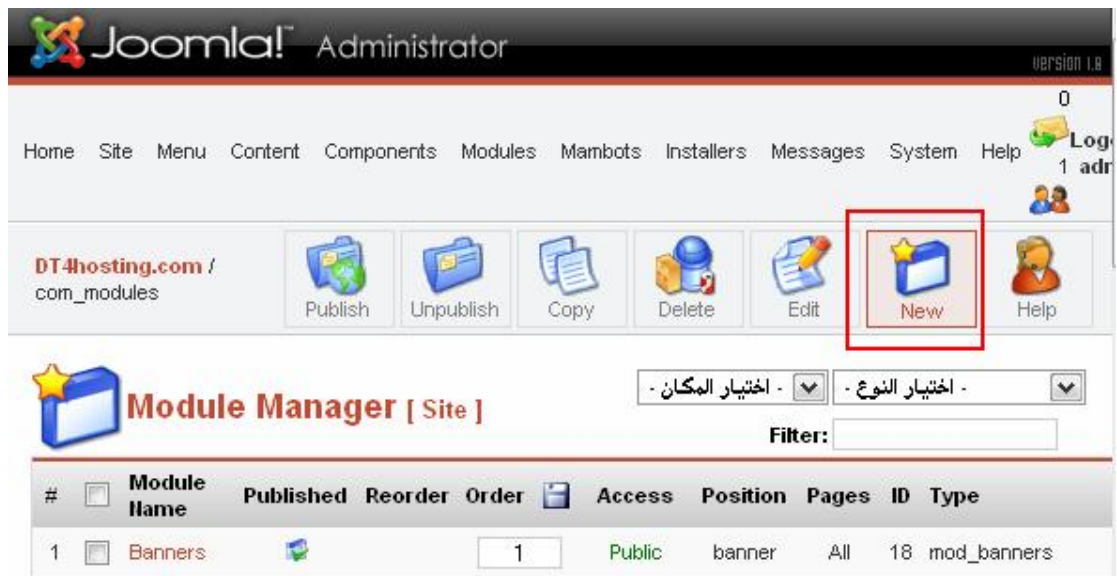 Joomla!™ Administrator
version 1.0
0
Home Site Menu Content Components Modules Mambots Installers Messages System Help
1
DT4hosting.com /
com_modules
Publish Unpublish Copy Delete Edit New Help
Module Manager [ Site ]
- اختيار المكان -
- اختيار النوع -
Filter:
# Module Name Published Reorder Order Access Position Pages ID Type
1 Banners 1 Public banner All 18 mod_banners